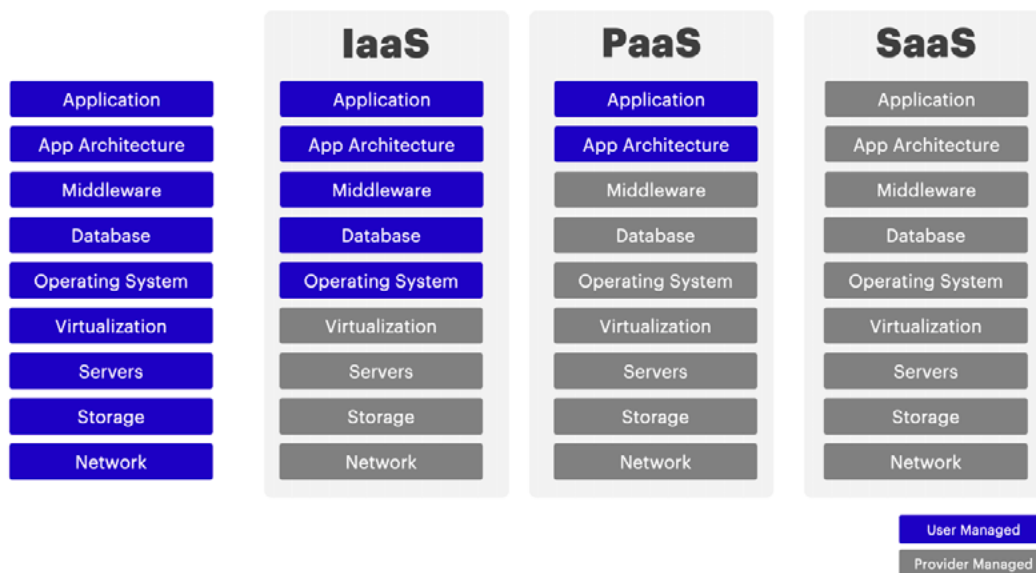 IaaS
PaaS
SaaS
Application
Application
Application
Application
App Architecture
App Architecture
App Architecture
App Architecture
Middleware
Middleware
Middleware
Middleware
Database
Database
Database
Database
Operating System
Operating System
Operating System
Operating System
Virtualization
Virtualization
Virtualization
Virtualization
Servers
Servers
Servers
Servers
Storage
Storage
Storage
Storage
Network
Network
Network
Network
User Managed
Provider Managed